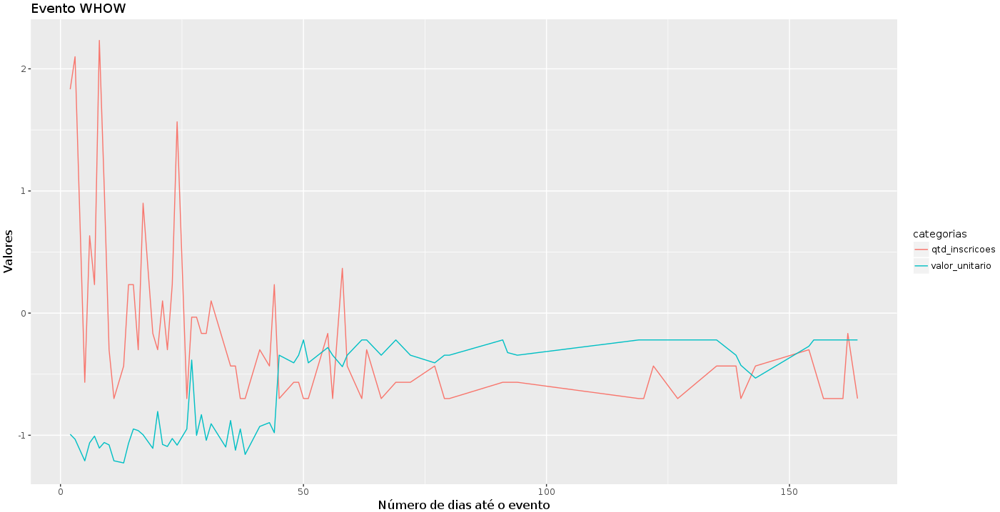 Evento WHOW
2
1
0
-1
Valores
0
50
100
150
Número de dias até o evento
categorias
qtd_inscricoes
valor_unitario